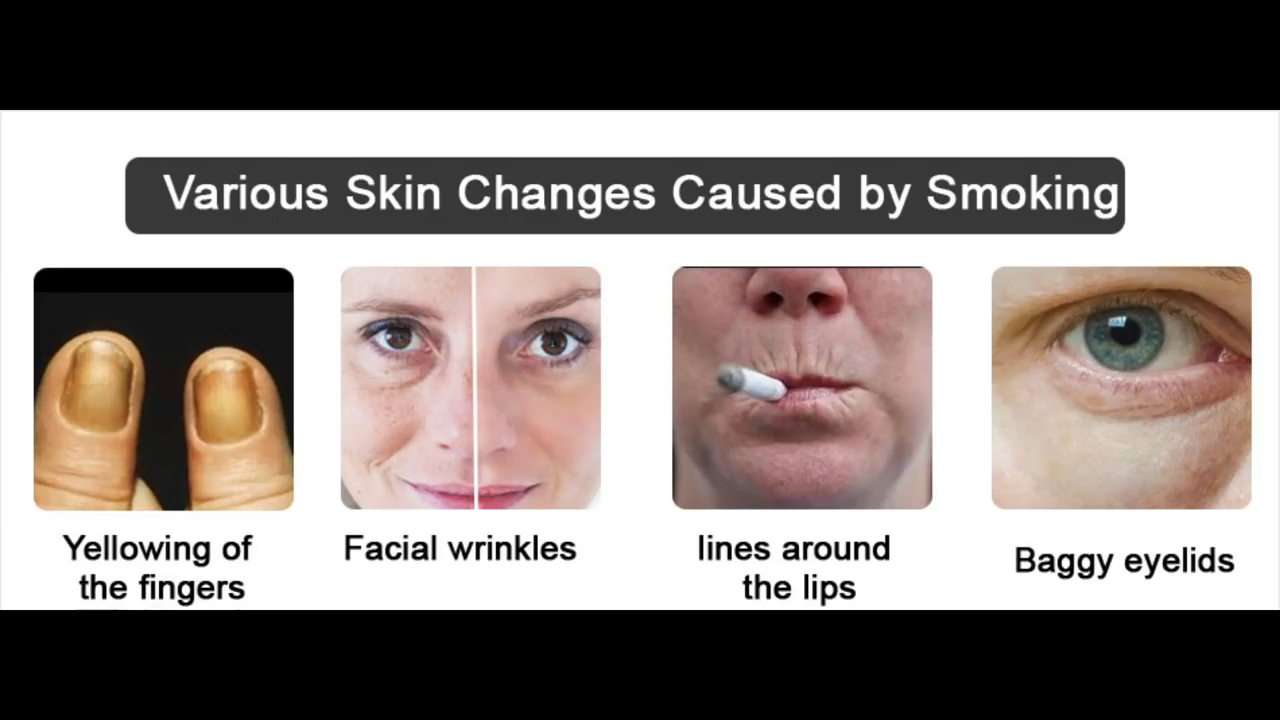 Various Skin Changes Caused by Smoking
Yellowing of
the fingers
Facial wrinkles
lines around
the lips
Baggy eyelids